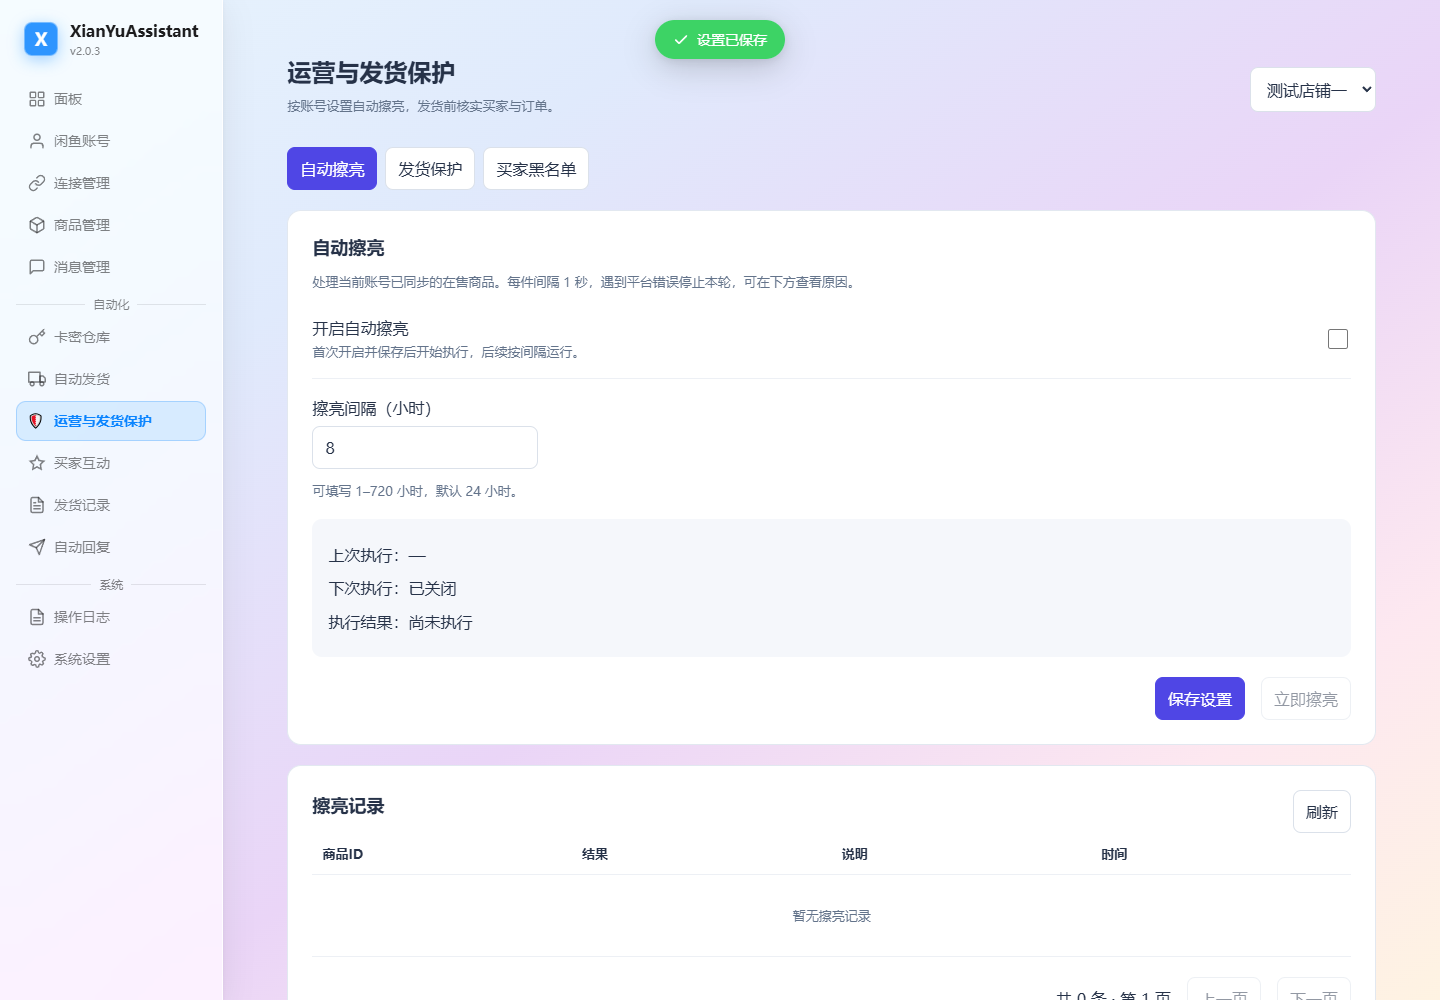 X
XianYuAssistant
v2.0.3
面板
闲鱼账号
连接管理
商品管理
消息管理
自动化
卡密仓库
自动发货
运营与发货保护
买家互动
发货记录
自动回复
系统
操作日志
系统设置
设置已保存
运营与发货保护
按账号设置自动擦亮，发货前核实买家与订单。
测试店铺一
自动擦亮
发货保护
买家黑名单
自动擦亮
处理当前账号已同步的在售商品。每件间隔 1 秒，遇到平台错误停止本轮，可在下方查看原因。
开启自动擦亮
首次开启并保存后开始执行，后续按间隔运行。
擦亮间隔（小时）
8
可填写 1–720 小时，默认 24 小时。
上次执行：—
下次执行：已关闭
执行结果：尚未执行
保存设置
立即擦亮
擦亮记录
刷新
商品ID 结果 说明 时间
暂无擦亮记录
共 0 条 · 第 1 页
上一页
下一页